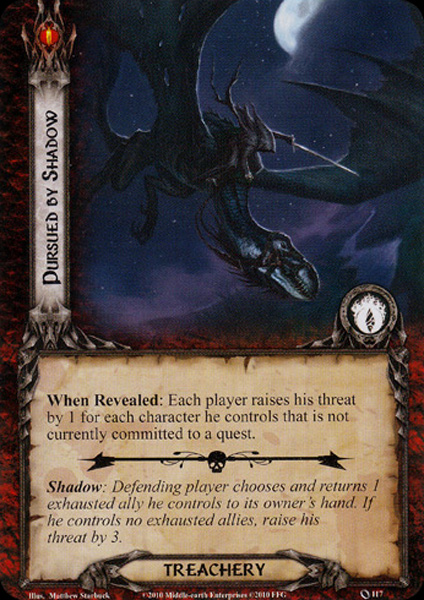 PURSUED BY SHADOW
When Revealed: Each player raises his threat
by 1 for each character he controls that is not
currently committed to a quest.
Shadow: Defending player chooses and returns 1
exhausted ally he controls to its owner's hand. If
he controls no exhausted allies, raise his
threat by 3.
TREACHERY
Illus. Matthew Starbuck ©2010 Middle-earth Enterprises ©2010 FFG 117